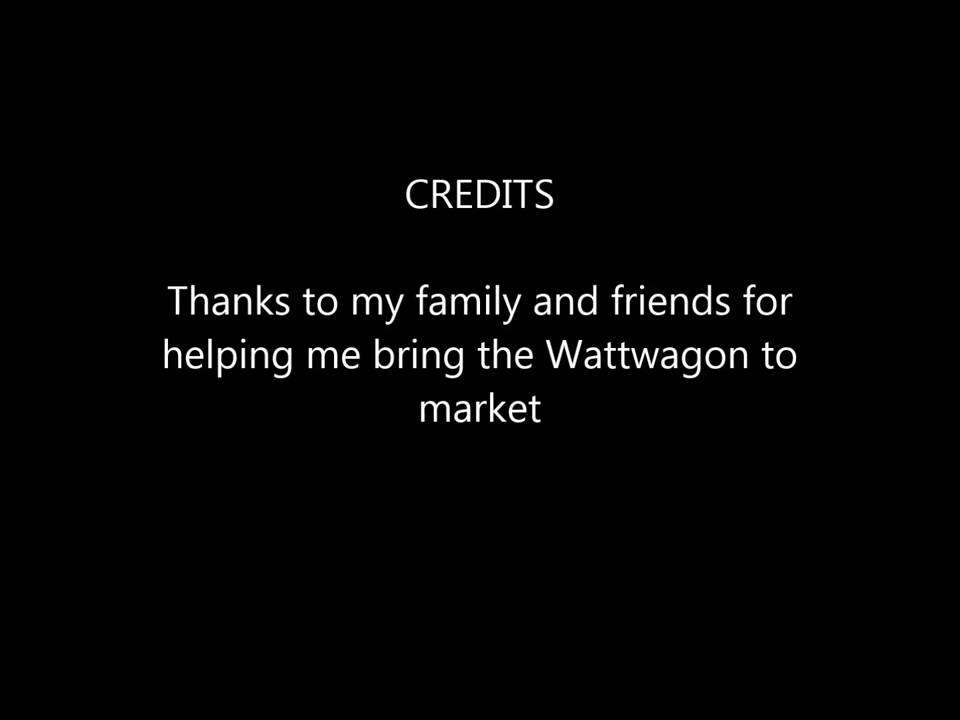 CREDITS
Thanks to my family and friends for
helping me bring the Wattwagon to
market